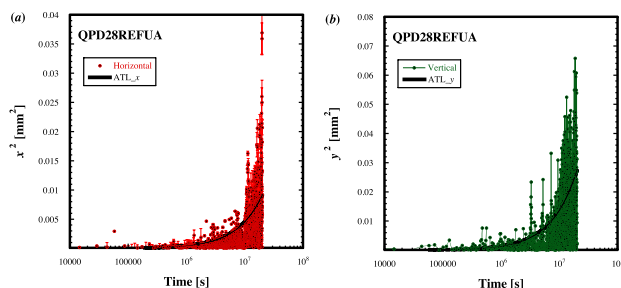 (a)
QPD28REFUA
Horizontal
ATL_x
x² [mm²]
0.04
0.035
0.03
0.025
0.02
0.015
0.01
0.005
10000
100000
10⁶
10⁷
10⁸
Time [s]
(b)
QPD28REFUA
Vertical
ATL_y
y² [mm²]
0.08
0.07
0.06
0.05
0.04
0.03
0.02
0.01
10000
100000
10⁶
10⁷
10
Time [s]